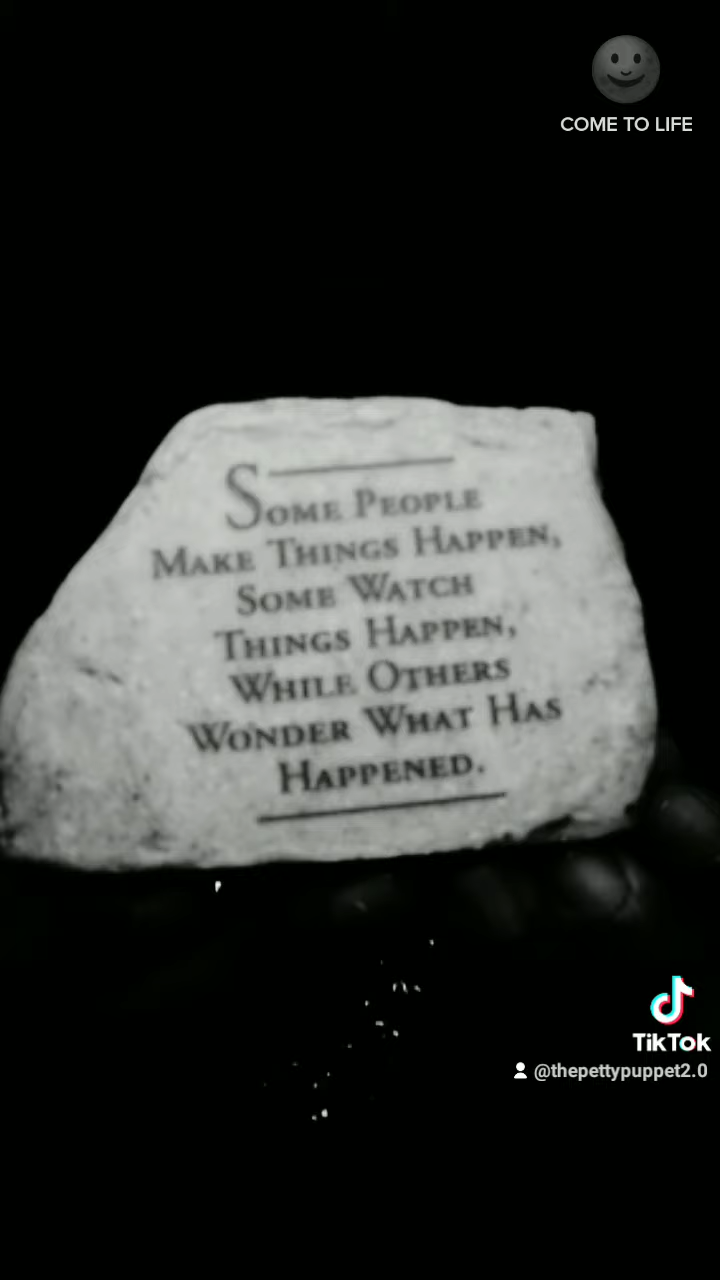 COME TO LIFE
SOME PEOPLE
MAKE THINGS HAPPEN,
SOME WATCH
THINGS HAPPEN,
WHILE OTHERS
WONDER WHAT HAS
HAPPENED.
TikTok
@thepettypuppet2.0